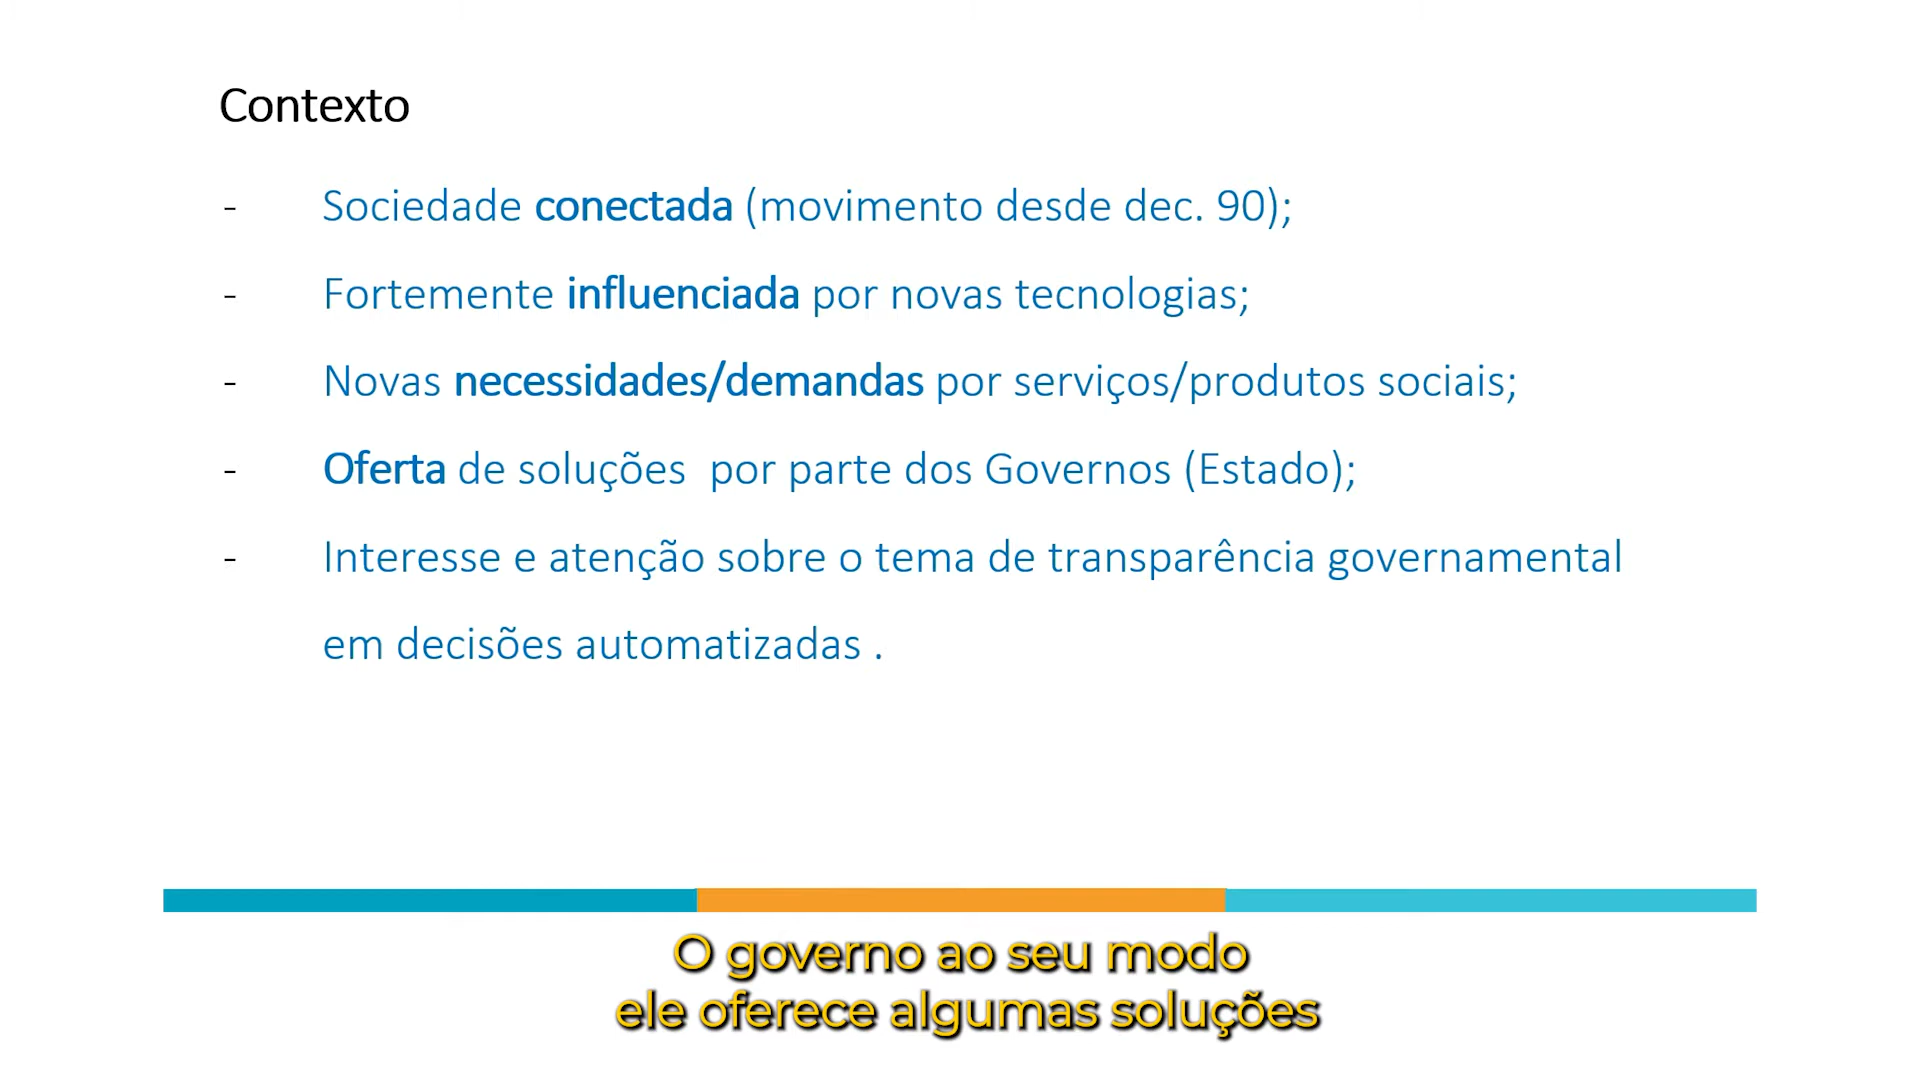 Contexto
- Sociedade conectada (movimento desde dec. 90);
- Fortemente influenciada por novas tecnologias;
- Novas necessidades/demandas por serviços/produtos sociais;
- Oferta de soluções  por parte dos Governos (Estado);
- Interesse e atenção sobre o tema de transparência governamental
em decisões automatizadas .
O governo ao seu modo
ele oferece algumas soluções